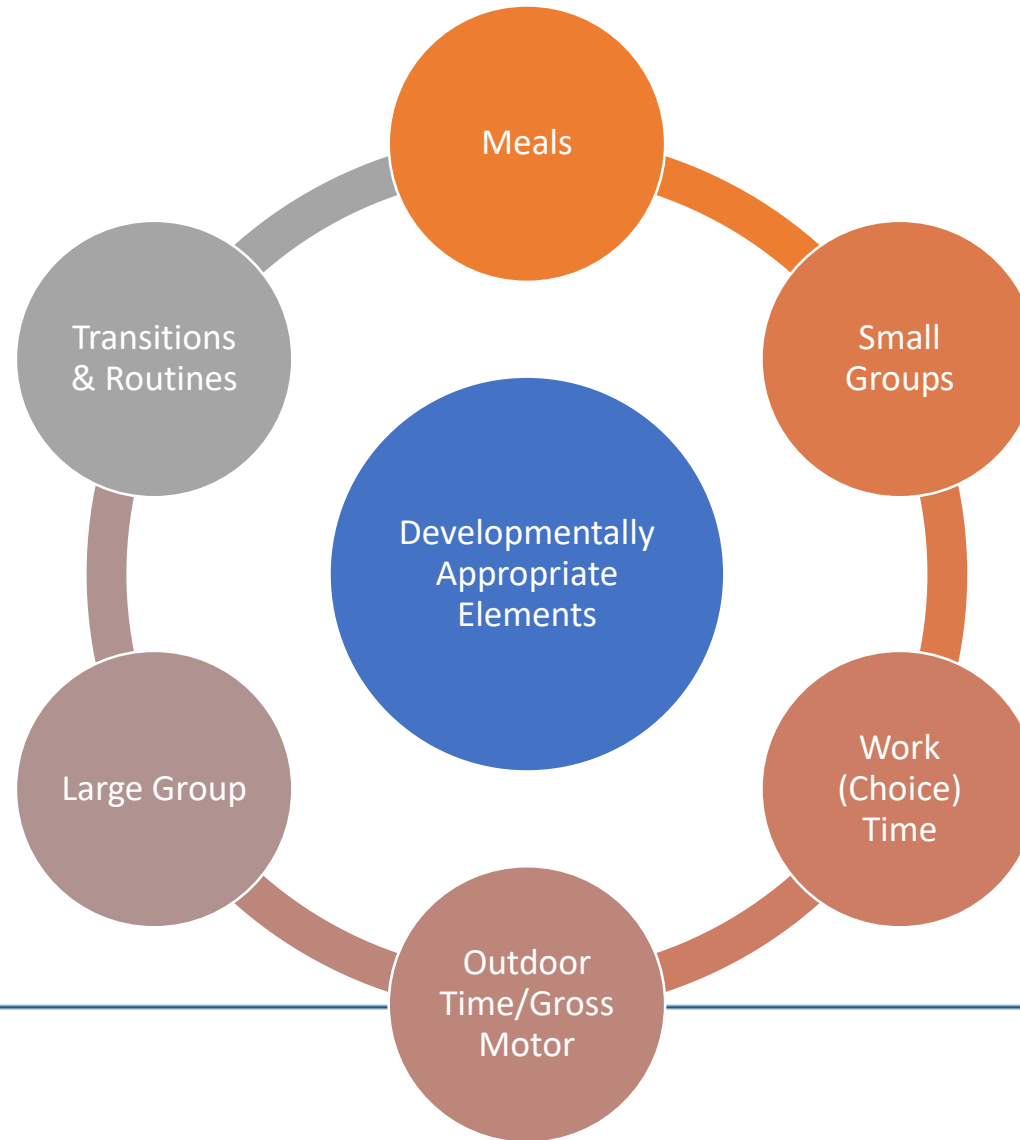 Meals
Small
Groups
Work
(Choice)
Time
Outdoor
Time/Gross
Motor
Large Group
Transitions
& Routines
Developmentally
Appropriate
Elements